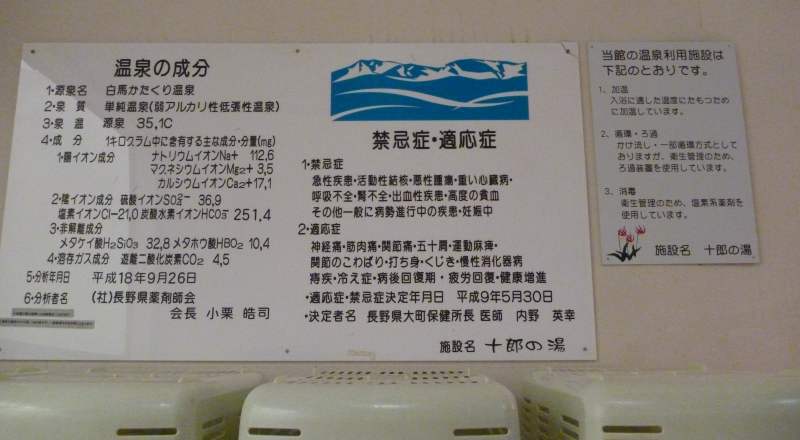 温泉の成分
1・源泉名 白馬かたくり温泉
2・泉 質 単純温泉(弱アルカリ性低張性温泉)
3・泉 温 源泉 35,1C
4・成 分 1キログラム中に含有する主な成分・分量(mg)
1・陽イオン成分 ナトリウムイオンNa+ 112,6
マグネシウムイオンMg2+ 3,5
カルシウムイオンCa2+17,1
2・陰イオン成分 硫酸イオンSO4-- 36,9
塩素イオンCl-21,0 炭酸水素イオンHCO3- 251,4
3・非解離成分
メタケイ酸H2SiO3 32,8 メタホウ酸HBO2 10,4
4・溶存ガス成分 遊離二酸化炭素CO2 4,5
5・分析年月日 平成18年9月26日
6・分析者名 (社)長野県薬剤師会
会長 小栗 皓司
禁忌症・適応症
1・禁忌症
急性疾患・活動性結核・悪性腫瘍・重い心臓病・
呼吸不全・腎不全・出血性疾患・高度の貧血
その他一般に病勢進行中の疾患・妊娠中
2・適応症
神経痛・筋肉痛・関節痛・五十肩・運動麻痺・
関節のこわばり・打ち身・くじき・慢性消化器病
痔疾・冷え症・病後回復期・疲労回復・健康増進
・適応症・禁忌症決定年月日 平成9年5月30日
・決定者名 長野県大町保健所長 医師 内野 英幸
施設名 十郎の湯
当館の温泉利用施設は
下記のとおりです。
1、加温
入浴に適した温度にたもつため
に加温しています。
2、循環・ろ過
かけ流し・一部循環方式として
おりますが、衛生管理のため、
ろ過装置を使用しています。
3、消毒
衛生管理のため、塩素系薬剤を
使用しています。
施設名 十郎の湯